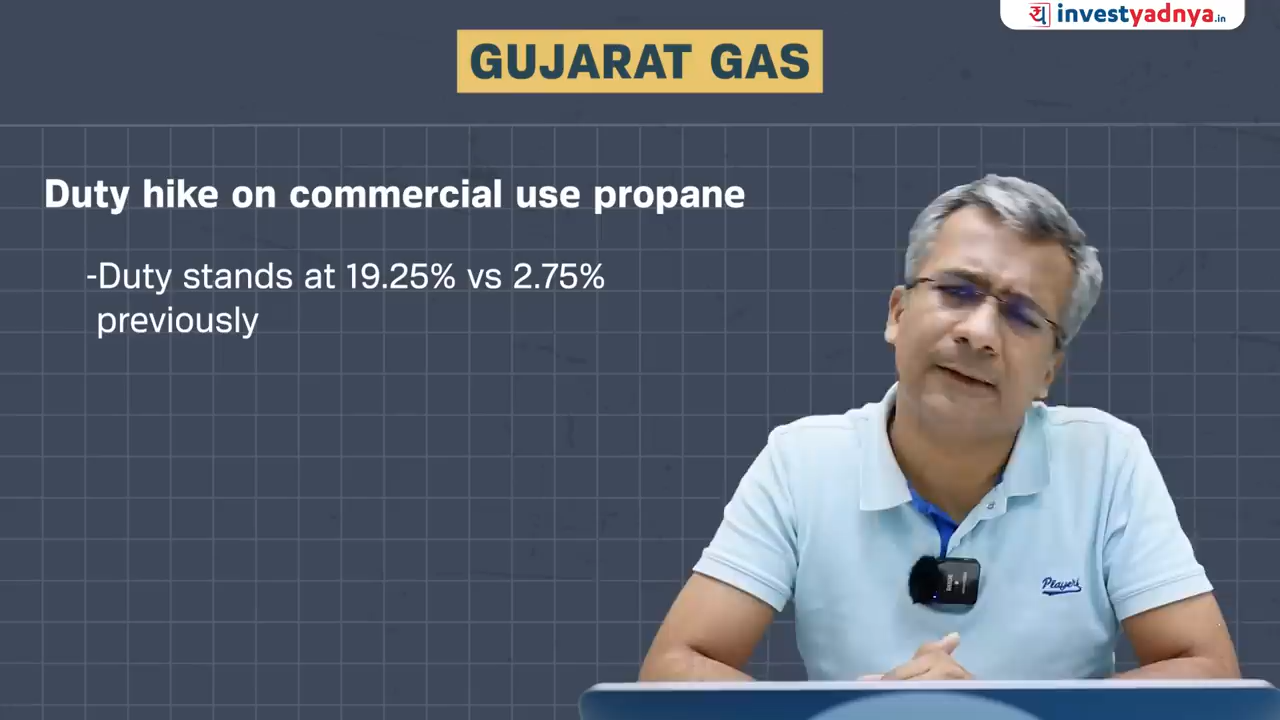 यु investyadnya.in
GUJARAT GAS
Duty hike on commercial use propane
-Duty stands at 19.25% vs 2.75%
previously
Players